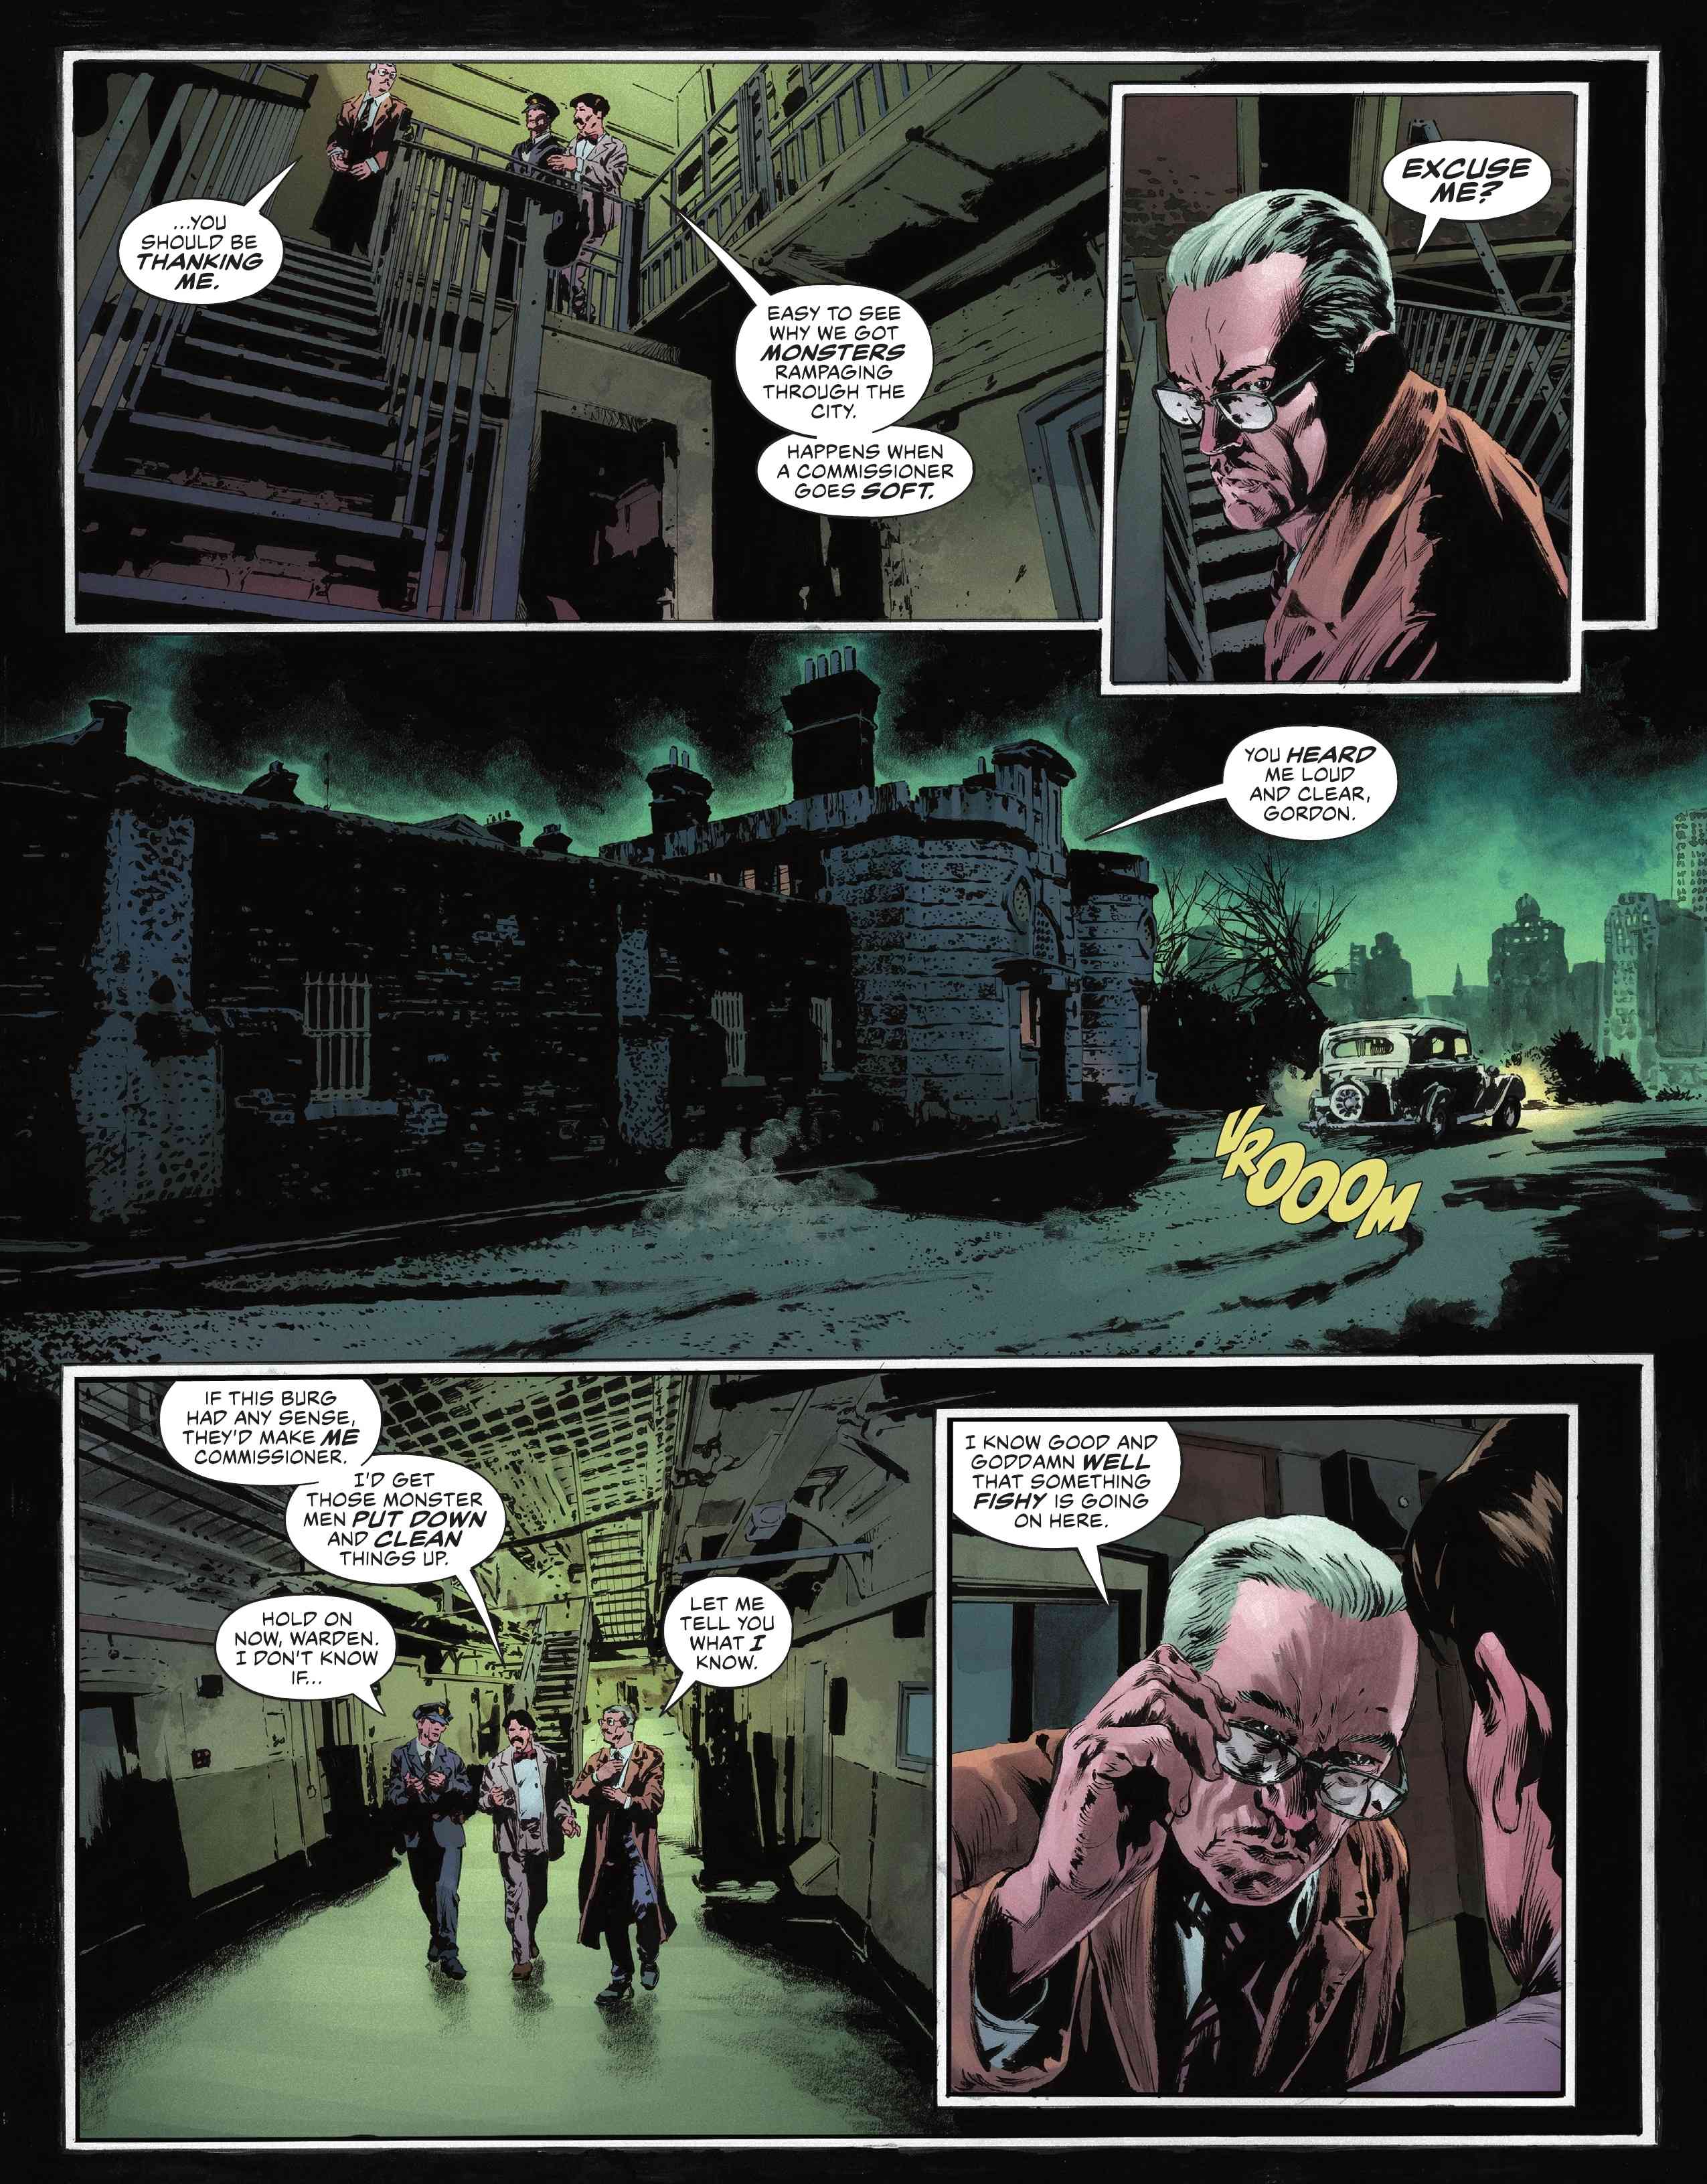 ...YOU
SHOULD BE
THANKING
ME.
EASY TO SEE
WHY WE GOT
MONSTERS
RAMPAGING
THROUGH THE
CITY.
HAPPENS WHEN
A COMMISSIONER
GOES SOFT.
EXCUSE
ME?
YOU HEARD
ME LOUD
AND CLEAR,
GORDON.
VROOOM
IF THIS BURG
HAD ANY SENSE,
THEY'D MAKE ME
COMMISSIONER.
I'D GET
THOSE MONSTER
MEN PUT DOWN
AND CLEAN
THINGS UP.
HOLD ON
NOW, WARDEN.
I DON'T KNOW
IF...
LET ME
TELL YOU
WHAT I
KNOW.
I KNOW GOOD AND
GODDAMN WELL
THAT SOMETHING
FISHY IS GOING
ON HERE.